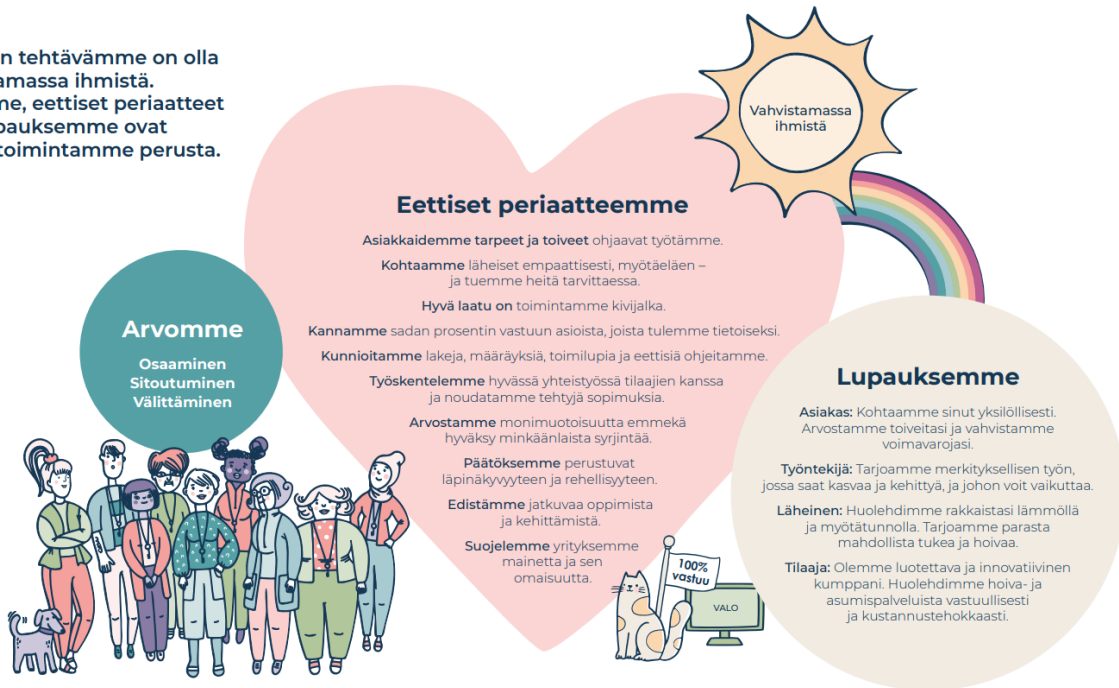 n tehtävämme on olla
amassa ihmistä.
me, eettiset periaatteet
pauksemme ovat
toimintamme perusta.
Vahvistamassa
ihmistä
Eettiset periaatteemme
Asiakkaidemme tarpeet ja toiveet ohjaavat työtämme.
Kohtaamme läheiset empaattisesti, myötäeläen –
ja tuemme heitä tarvittaessa.
Hyvä laatu on toimintamme kivijalka.
Kannamme sadan prosentin vastuun asioista, joista tulemme tietoiseksi.
Kunnioitamme lakeja, määräyksiä, toimilupia ja eettisiä ohjeitamme.
Työskentelemme hyvässä yhteistyössä tilaajien kanssa
ja noudatamme tehtyjä sopimuksia.
Arvostamme monimuotoisuutta emmekä
hyväksy minkäänlaista syrjintää.
Päätöksemme perustuvat
läpinäkyvyyteen ja rehellisyyteen.
Edistämme jatkuvaa oppimista
ja kehittämistä.
Suojelemme yrityksemme
mainetta ja sen
omaisuutta.
Arvomme
Osaaminen
Sitoutuminen
Välittäminen
100%
vastuu
VALO
Lupauksemme
Asiakas: Kohtaamme sinut yksilöllisesti.
Arvostamme toiveitasi ja vahvistamme
voimavarojasi.
Työntekijä: Tarjoamme merkityksellisen työn,
jossa saat kasvaa ja kehittyä, ja johon voit vaikuttaa.
Läheinen: Huolehdimme rakkaistasi lämmöllä
ja myötätunnolla. Tarjoamme parasta
mahdollista tukea ja hoivaa.
Tilaaja: Olemme luotettava ja innovatiivinen
kumppani. Huolehdimme hoiva- ja
asumispalveluista vastuullisesti
ja kustannustehokkaasti.